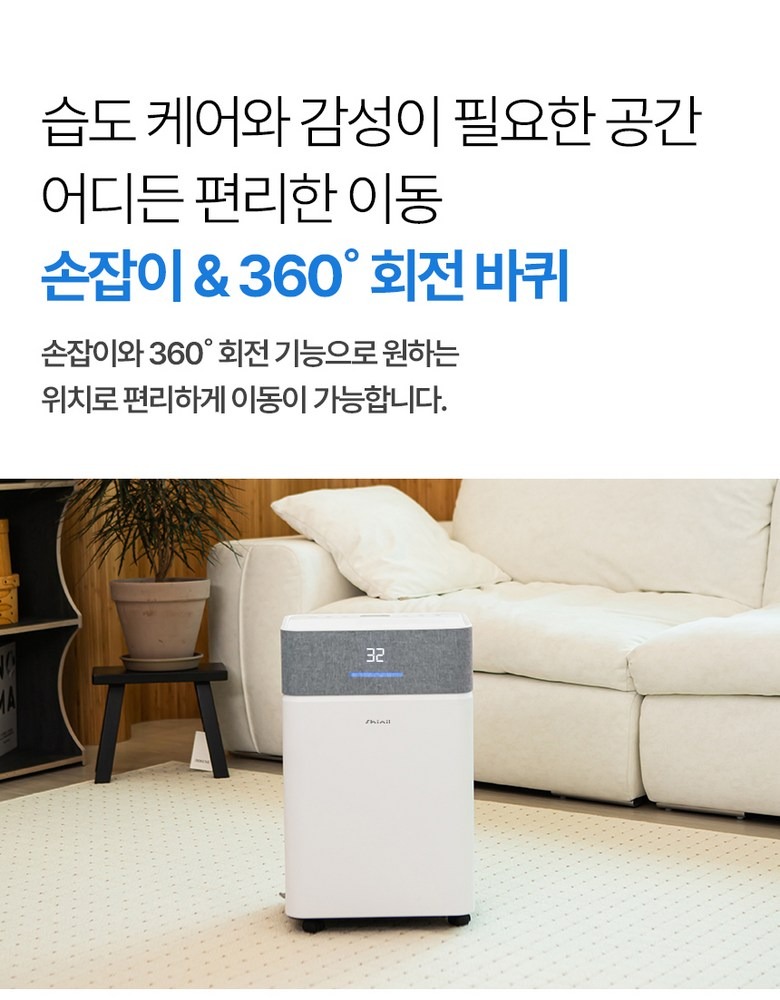 습도 케어와 감성이 필요한 공간
어디든 편리한 이동
손잡이 & 360° 회전 바퀴
손잡이와 360° 회전 기능으로 원하는
위치로 편리하게 이동이 가능합니다.
32
Shinil